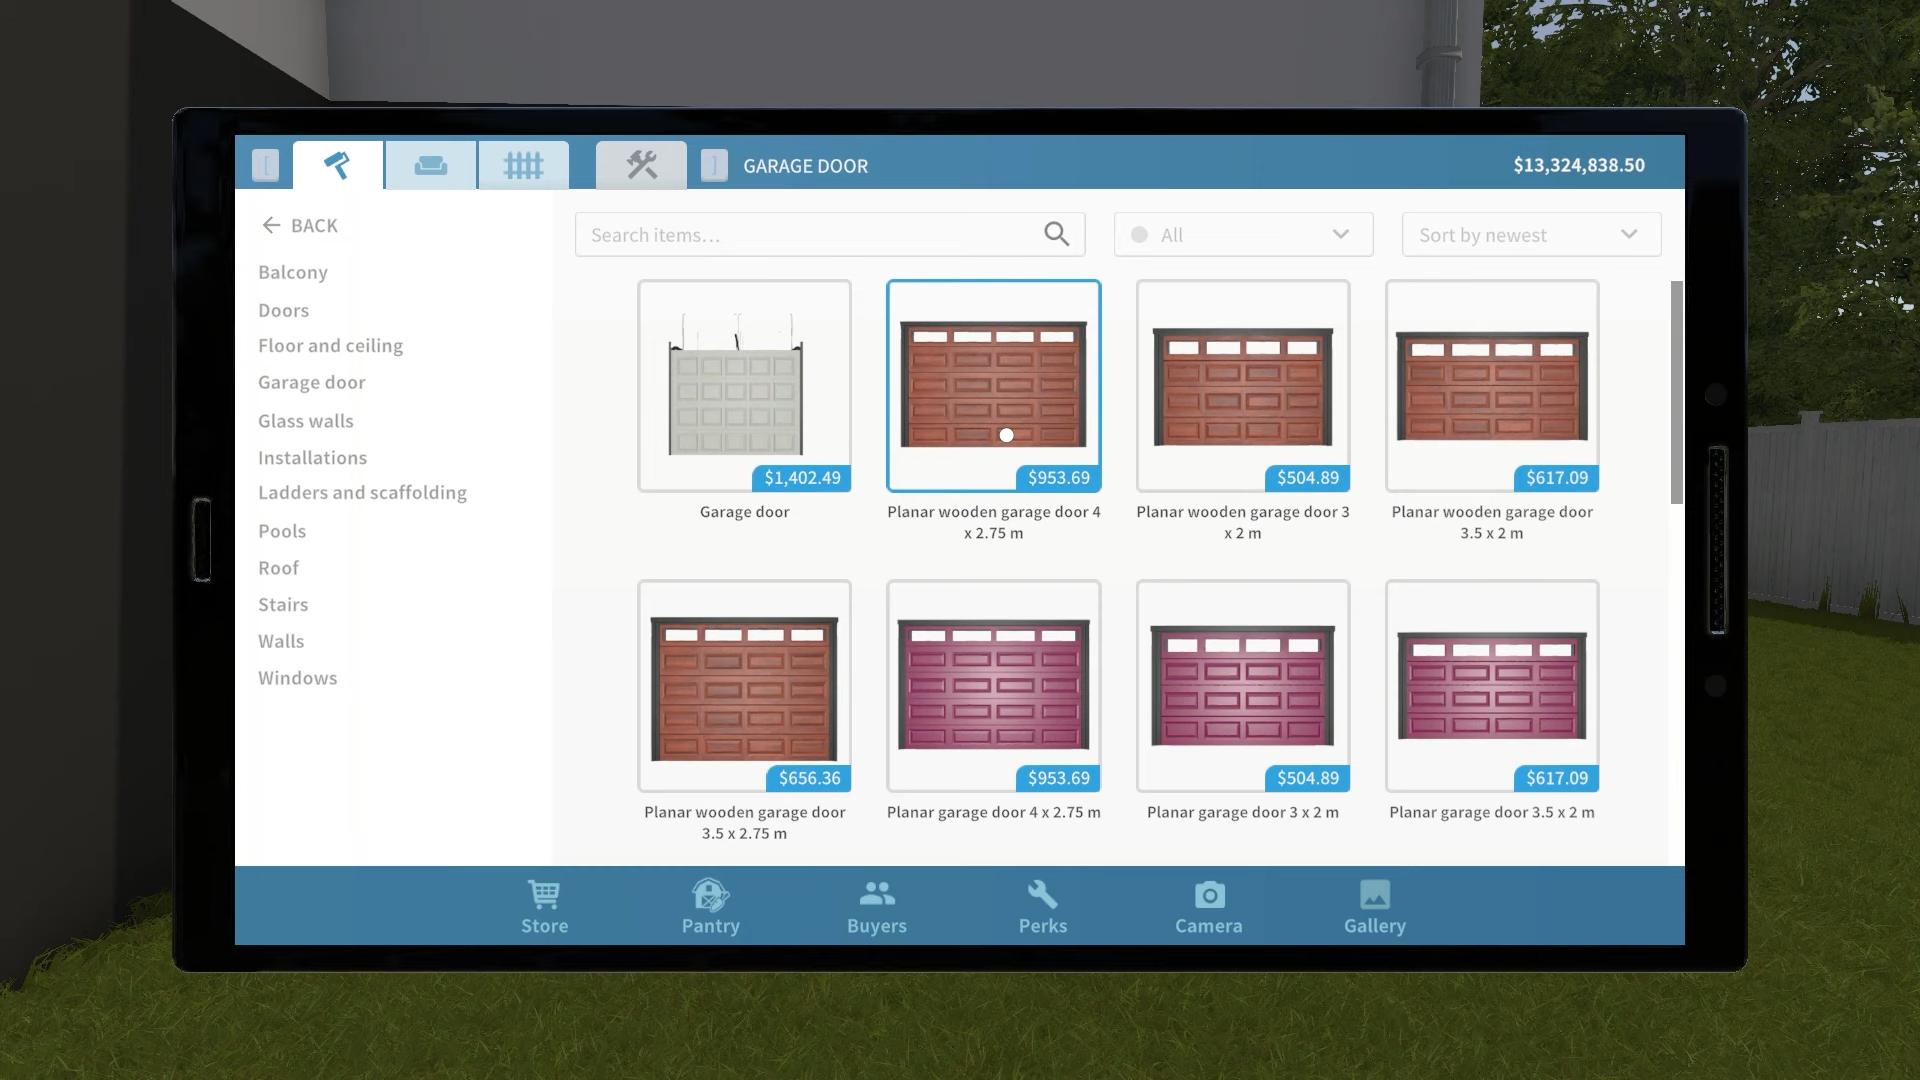 [
]
GARAGE DOOR
$13,324,838.50
BACK
Balcony
Doors
Floor and ceiling
Garage door
Glass walls
Installations
Ladders and scaffolding
Pools
Roof
Stairs
Walls
Windows
Search items...
All
Sort by newest
$1,402.49
$953.69
$504.89
$617.09
Garage door
Planar wooden garage door 4
x 2.75 m
Planar wooden garage door 3
x 2 m
Planar wooden garage door
3.5 x 2 m
$656.36
$953.69
$504.89
$617.09
Planar wooden garage door
3.5 x 2.75 m
Planar garage door 4 x 2.75 m
Planar garage door 3 x 2 m
Planar garage door 3.5 x 2 m
Store
Pantry
Buyers
Perks
Camera
Gallery